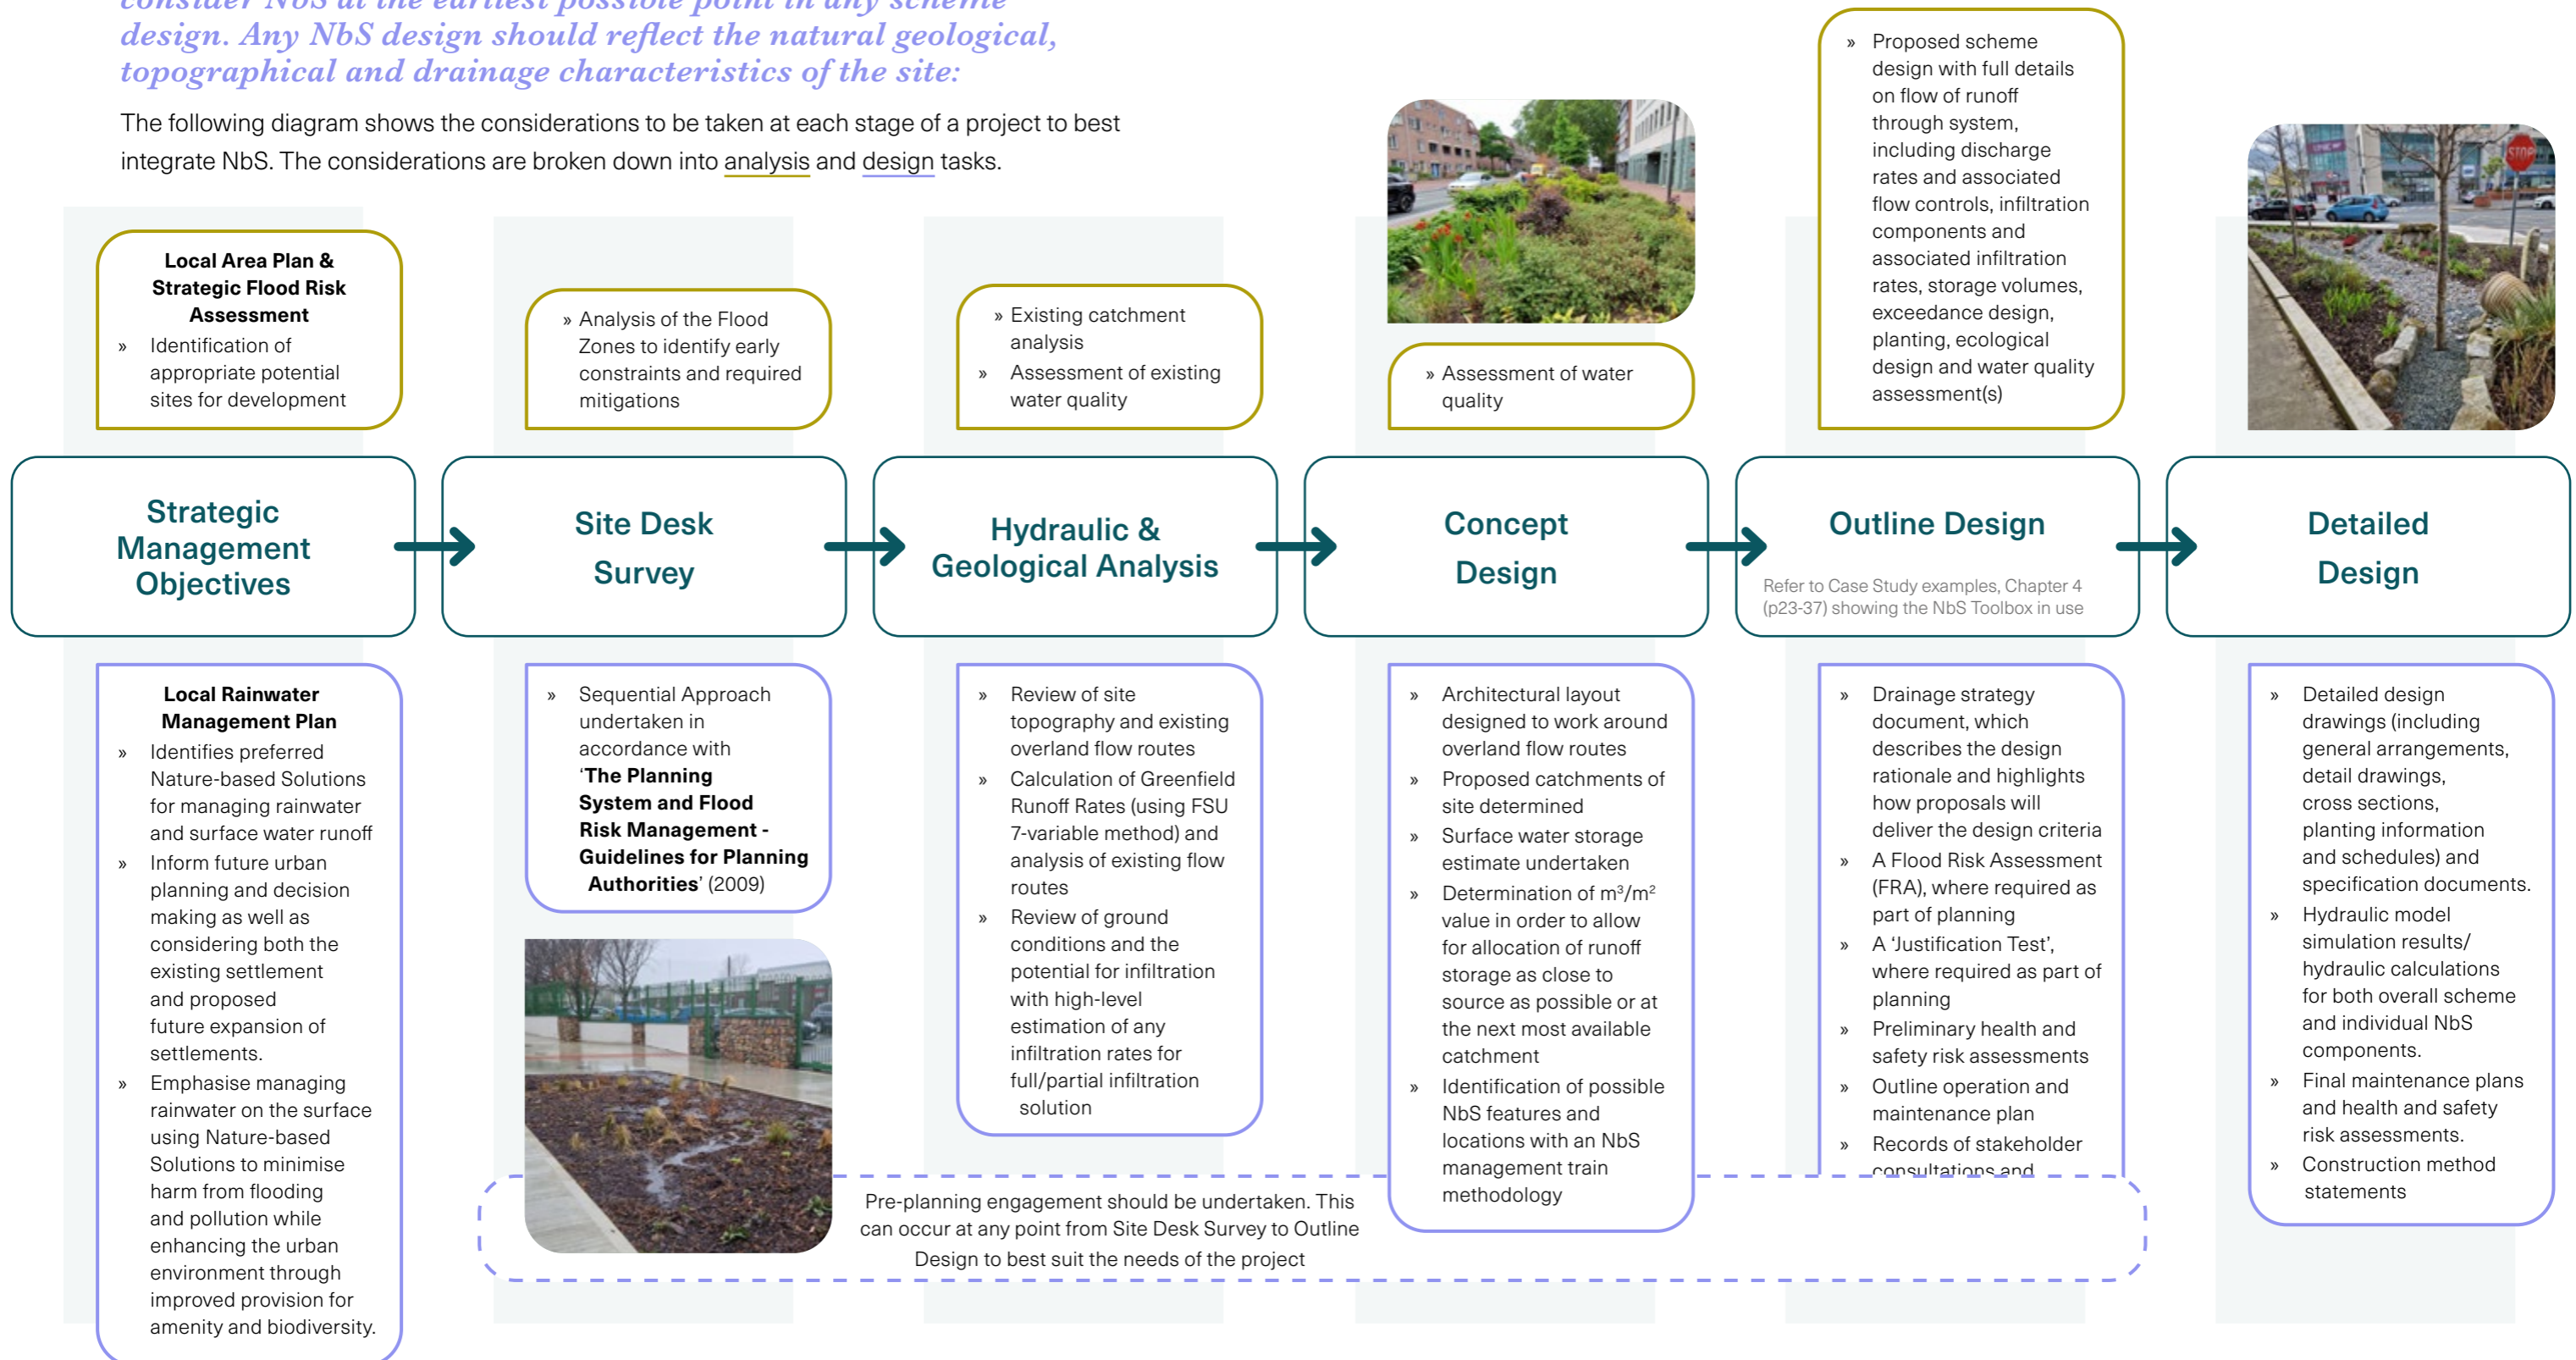 consider NbS at the earliest possible point in any scheme
design. Any NbS design should reflect the natural geological,
topographical and drainage characteristics of the site:
The following diagram shows the considerations to be taken at each stage of a project to best
integrate NbS. The considerations are broken down into analysis and design tasks.
Local Area Plan &
Strategic Flood Risk
Assessment
» Identification of
appropriate potential
sites for development
» Analysis of the Flood
Zones to identify early
constraints and required
mitigations
» Existing catchment
analysis
» Assessment of existing
water quality
» Assessment of water
quality
» Proposed scheme
design with full details
on flow of runoff
through system,
including discharge
rates and associated
flow controls, infiltration
components and
associated infiltration
rates, storage volumes,
exceedance design,
planting, ecological
design and water quality
assessment(s)
STOP
Strategic
Management
Objectives
Site Desk
Survey
Hydraulic &
Geological Analysis
Concept
Design
Outline Design
Refer to Case Study examples, Chapter 4
(p23-37) showing the NbS Toolbox in use
Detailed
Design
Local Rainwater
Management Plan
» Identifies preferred
Nature-based Solutions
for managing rainwater
and surface water runoff
» Inform future urban
planning and decision
making as well as
considering both the
existing settlement
and proposed
future expansion of
settlements.
» Emphasise managing
rainwater on the surface
using Nature-based
Solutions to minimise
harm from flooding
and pollution while
enhancing the urban
environment through
improved provision for
amenity and biodiversity.
» Sequential Approach
undertaken in
accordance with
‘The Planning
System and Flood
Risk Management -
Guidelines for Planning
Authorities’ (2009)
» Review of site
topography and existing
overland flow routes
» Calculation of Greenfield
Runoff Rates (using FSU
7-variable method) and
analysis of existing flow
routes
» Review of ground
conditions and the
potential for infiltration
with high-level
estimation of any
infiltration rates for
full/partial infiltration
solution
» Architectural layout
designed to work around
overland flow routes
» Proposed catchments of
site determined
» Surface water storage
estimate undertaken
» Determination of m³/m²
value in order to allow
for allocation of runoff
storage as close to
source as possible or at
the next most available
catchment
» Identification of possible
NbS features and
locations with an NbS
management train
methodology
» Drainage strategy
document, which
describes the design
rationale and highlights
how proposals will
deliver the design criteria
» A Flood Risk Assessment
(FRA), where required as
part of planning
» A ‘Justification Test’,
where required as part of
planning
» Preliminary health and
safety risk assessments
» Outline operation and
maintenance plan
» Records of stakeholder
consultations and
» Detailed design
drawings (including
general arrangements,
detail drawings,
cross sections,
planting information
and schedules) and
specification documents.
» Hydraulic model
simulation results/
hydraulic calculations
for both overall scheme
and individual NbS
components.
» Final maintenance plans
and health and safety
risk assessments.
» Construction method
statements
Pre-planning engagement should be undertaken. This
can occur at any point from Site Desk Survey to Outline
Design to best suit the needs of the project